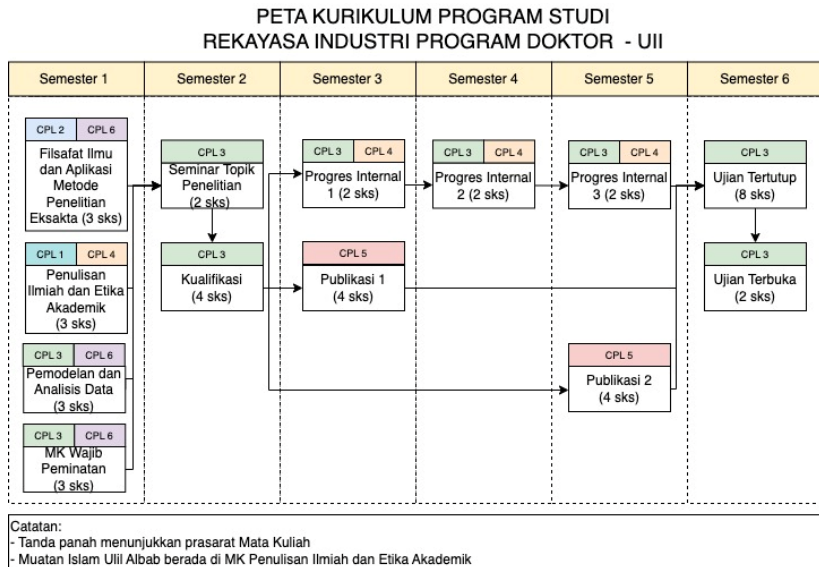 PETA KURIKULUM PROGRAM STUDI
REKAYASA INDUSTRI PROGRAM DOKTOR - UII
Semester 1
Semester 2
Semester 3
Semester 4
Semester 5
Semester 6
CPL 2
CPL 6
Filsafat Ilmu
dan Aplikasi
Metode
Penelitian
Eksakta (3 sks)
CPL 1
CPL 4
Penulisan
Ilmiah dan Etika
Akademik
(3 sks)
CPL 3
CPL 6
Pemodelan dan
Analisis Data
(3 sks)
CPL 3
CPL 6
MK Wajib
Peminatan
(3 sks)
CPL 3
Seminar Topik
Penelitian
(2 sks)
CPL 3
Kualifikasi
(4 sks)
CPL 3
CPL 4
Progres Internal
1 (2 sks)
CPL 5
Publikasi 1
(4 sks)
CPL 3
CPL 4
Progres Internal
2 (2 sks)
CPL 3
CPL 4
Progres Internal
3 (2 sks)
CPL 5
Publikasi 2
(4 sks)
CPL 3
Ujian Tertutup
(8 sks)
CPL 3
Ujian Terbuka
(2 sks)
Catatan:
- Tanda panah menunjukkan prasarat Mata Kuliah
- Muatan Islam Ulil Albab berada di MK Penulisan Ilmiah dan Etika Akademik